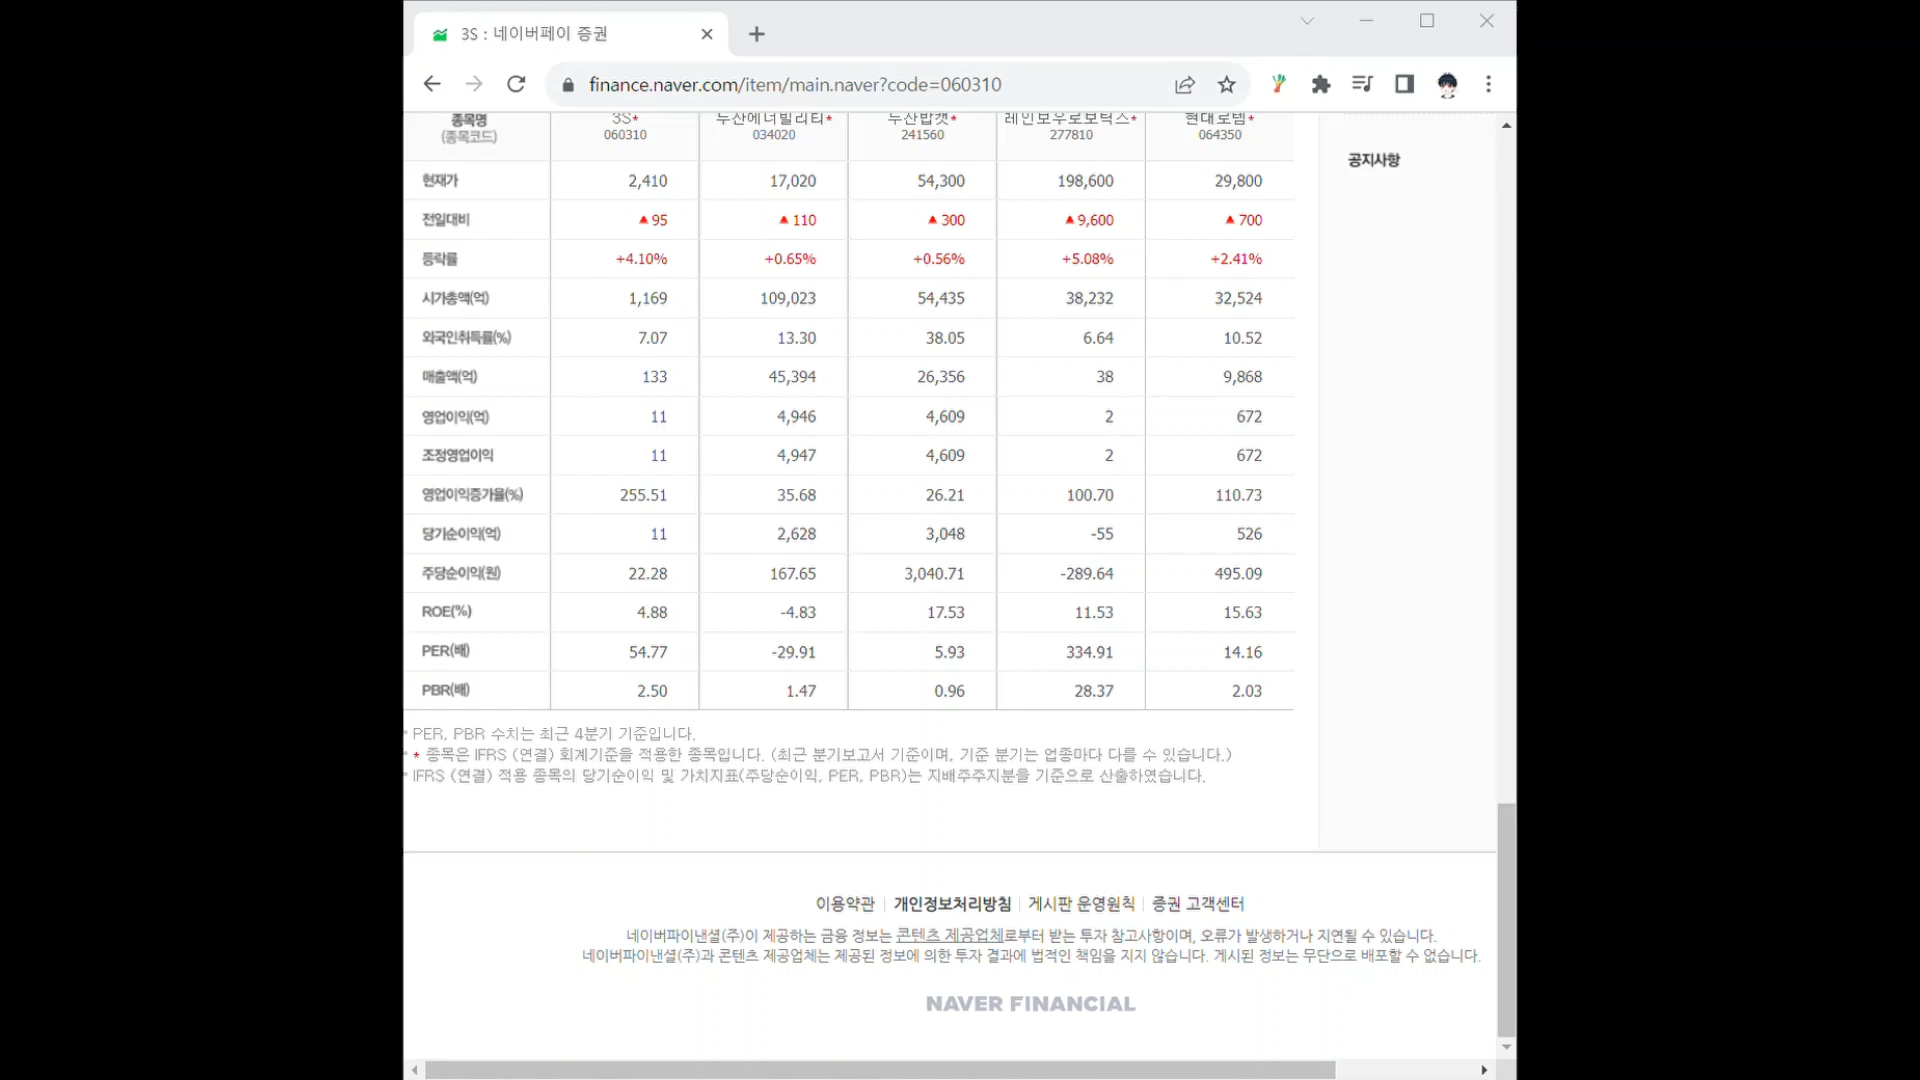 3S : 네이버페이 증권
finance.naver.com/item/main.naver?code=060310
종목명 3S* 두산에너빌리티* 두산밥캣* 레인보우로보틱스* 현대로템*
(종목코드) 060310 034020 241560 277810 064350
공지사항
현재가 2,410 17,020 54,300 198,600 29,800
전일대비 ▲95 ▲110 ▲300 ▲9,600 ▲700
등락률 +4.10% +0.65% +0.56% +5.08% +2.41%
시가총액(억) 1,169 109,023 54,435 38,232 32,524
외국인취득률(%) 7.07 13.30 38.05 6.64 10.52
매출액(억) 133 45,394 26,356 38 9,868
영업이익(억) 11 4,946 4,609 2 672
조정영업이익 11 4,947 4,609 2 672
영업이익증가율(%) 255.51 35.68 26.21 100.70 110.73
당기순이익(억) 11 2,628 3,048 -55 526
주당순이익(원) 22.28 167.65 3,040.71 -289.64 495.09
ROE(%) 4.88 -4.83 17.53 11.53 15.63
PER(배) 54.77 -29.91 5.93 334.91 14.16
PBR(배) 2.50 1.47 0.96 28.37 2.03
* PER, PBR 수치는 최근 4분기 기준입니다.
* * 종목은 IFRS (연결) 회계기준을 적용한 종목입니다. (최근 분기보고서 기준이며, 기준 분기는 업종마다 다를 수 있습니다.)
* IFRS (연결) 적용 종목의 당기순이익 및 가치지표(주당순이익, PER, PBR)는 지배주주지분을 기준으로 산출하였습니다.
이용약관 | 개인정보처리방침 | 게시판 운영원칙 | 증권 고객센터
네이버파이낸셜(주)이 제공하는 금융 정보는 콘텐츠 제공업체로부터 받는 투자 참고사항이며, 오류가 발생하거나 지연될 수 있습니다.
네이버파이낸셜(주)과 콘텐츠 제공업체는 제공된 정보에 의한 투자 결과에 법적인 책임을 지지 않습니다. 게시된 정보는 무단으로 배포할 수 없습니다.
NAVER FINANCIAL